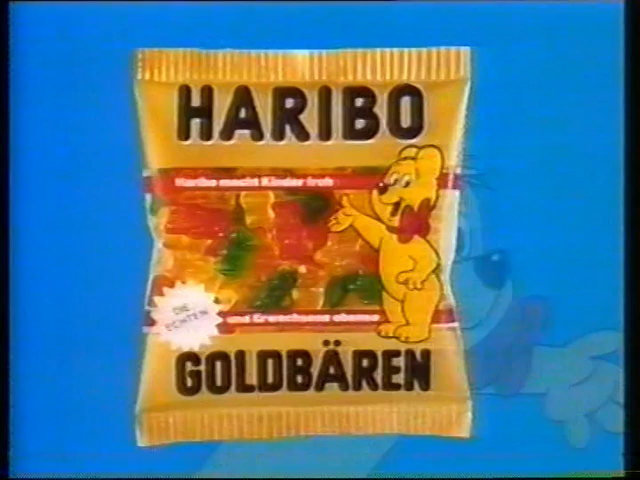 HARIBO
Haribo macht Kinder froh
DIE
ECHTEN
und Erwachsene ebenso
GOLDBÄREN